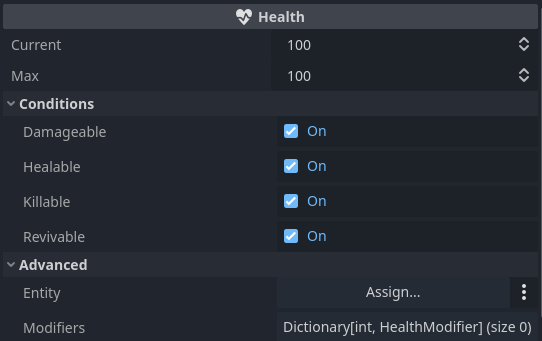 Health
Current 100
Max 100
Conditions
Damageable On
Healable On
Killable On
Revivable On
Advanced
Entity Assign...
Modifiers Dictionary[int, HealthModifier] (size 0)